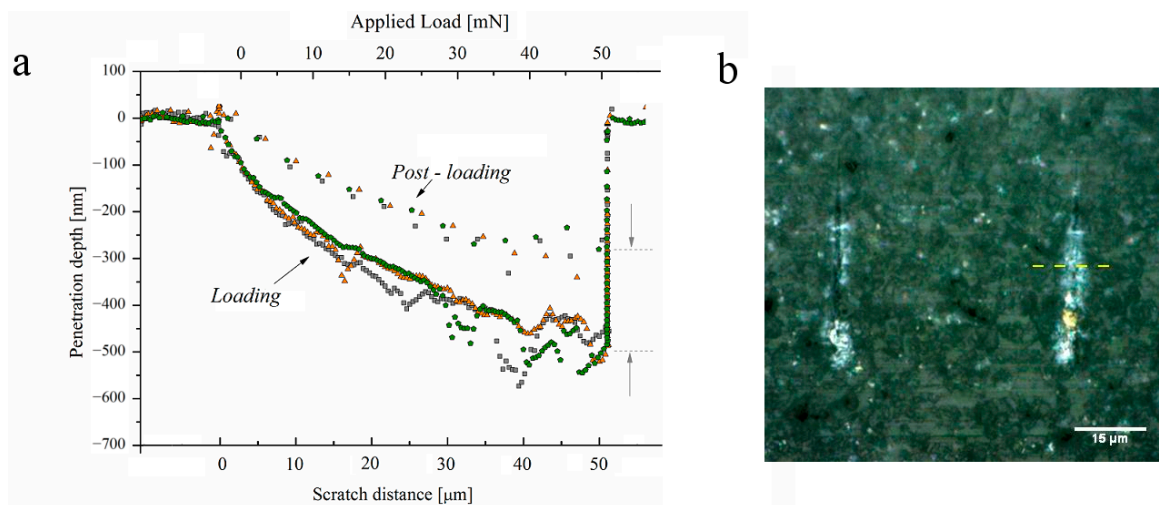 a
Applied Load [mN]
0 10 20 30 40 50
100
0
−100
−200
−300
−400
−500
−600
−700
Penetration depth [nm]
Post - loading
Loading
0 10 20 30 40 50
Scratch distance [μm]
b
15 μm